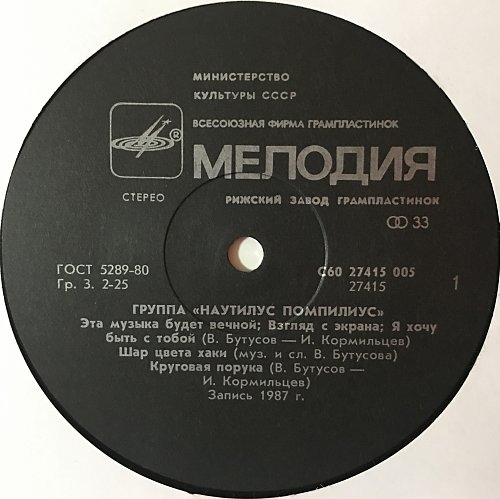 МИНИСТЕРСТВО
КУЛЬТУРЫ СССР
ВСЕСОЮЗНАЯ ФИРМА ГРАМПЛАСТИНОК
®
МЕЛОДИЯ
СТЕРЕО
РИЖСКИЙ ЗАВОД ГРАМПЛАСТИНОК
33
ГОСТ 5289-80
Гр. 3. 2-25
С60 27415 005
27415
1
ГРУППА «НАУТИЛУС ПОМПИЛИУС»
Эта музыка будет вечной; Взгляд с экрана; Я хочу
быть с тобой (В. Бутусов — И. Кормильцев)
Шар цвета хаки (муз. и сл. В. Бутусова)
Круговая порука (В. Бутусов —
И. Кормильцев)
Запись 1987 г.